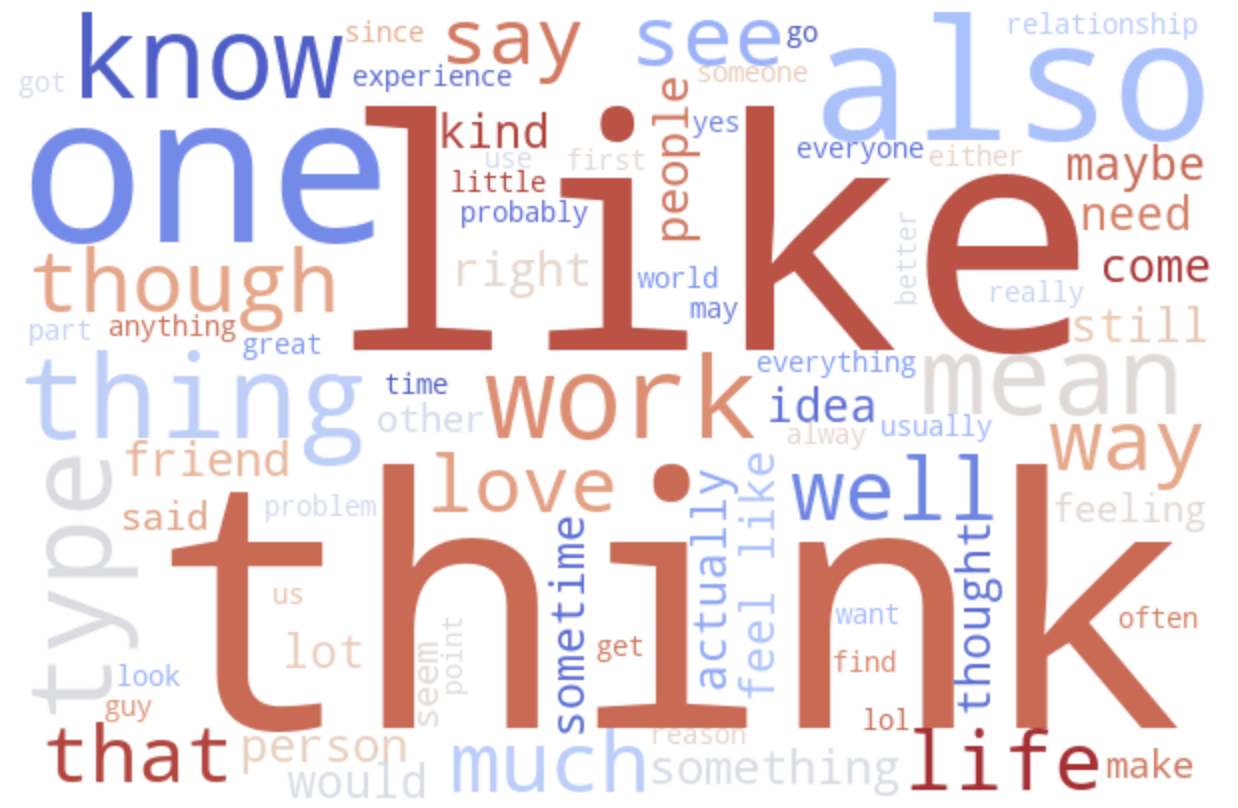 got
know
since
say
see
go
also
relationship
experience
someone
one
like
kind
people
yes
everyone
either
maybe
use
first
little
probably
need
though
right
world
may
better
really
come
part
anything
great
still
thing
time
other
work
everything
idea
mean
alway
usually
way
type
friend
love
well
said
problem
think
sometime
actually
feel like
thought
feeling
us
lot
seem
point
get
want
find
often
look
guy
lol
that
person
would
much
reason
something
life
make